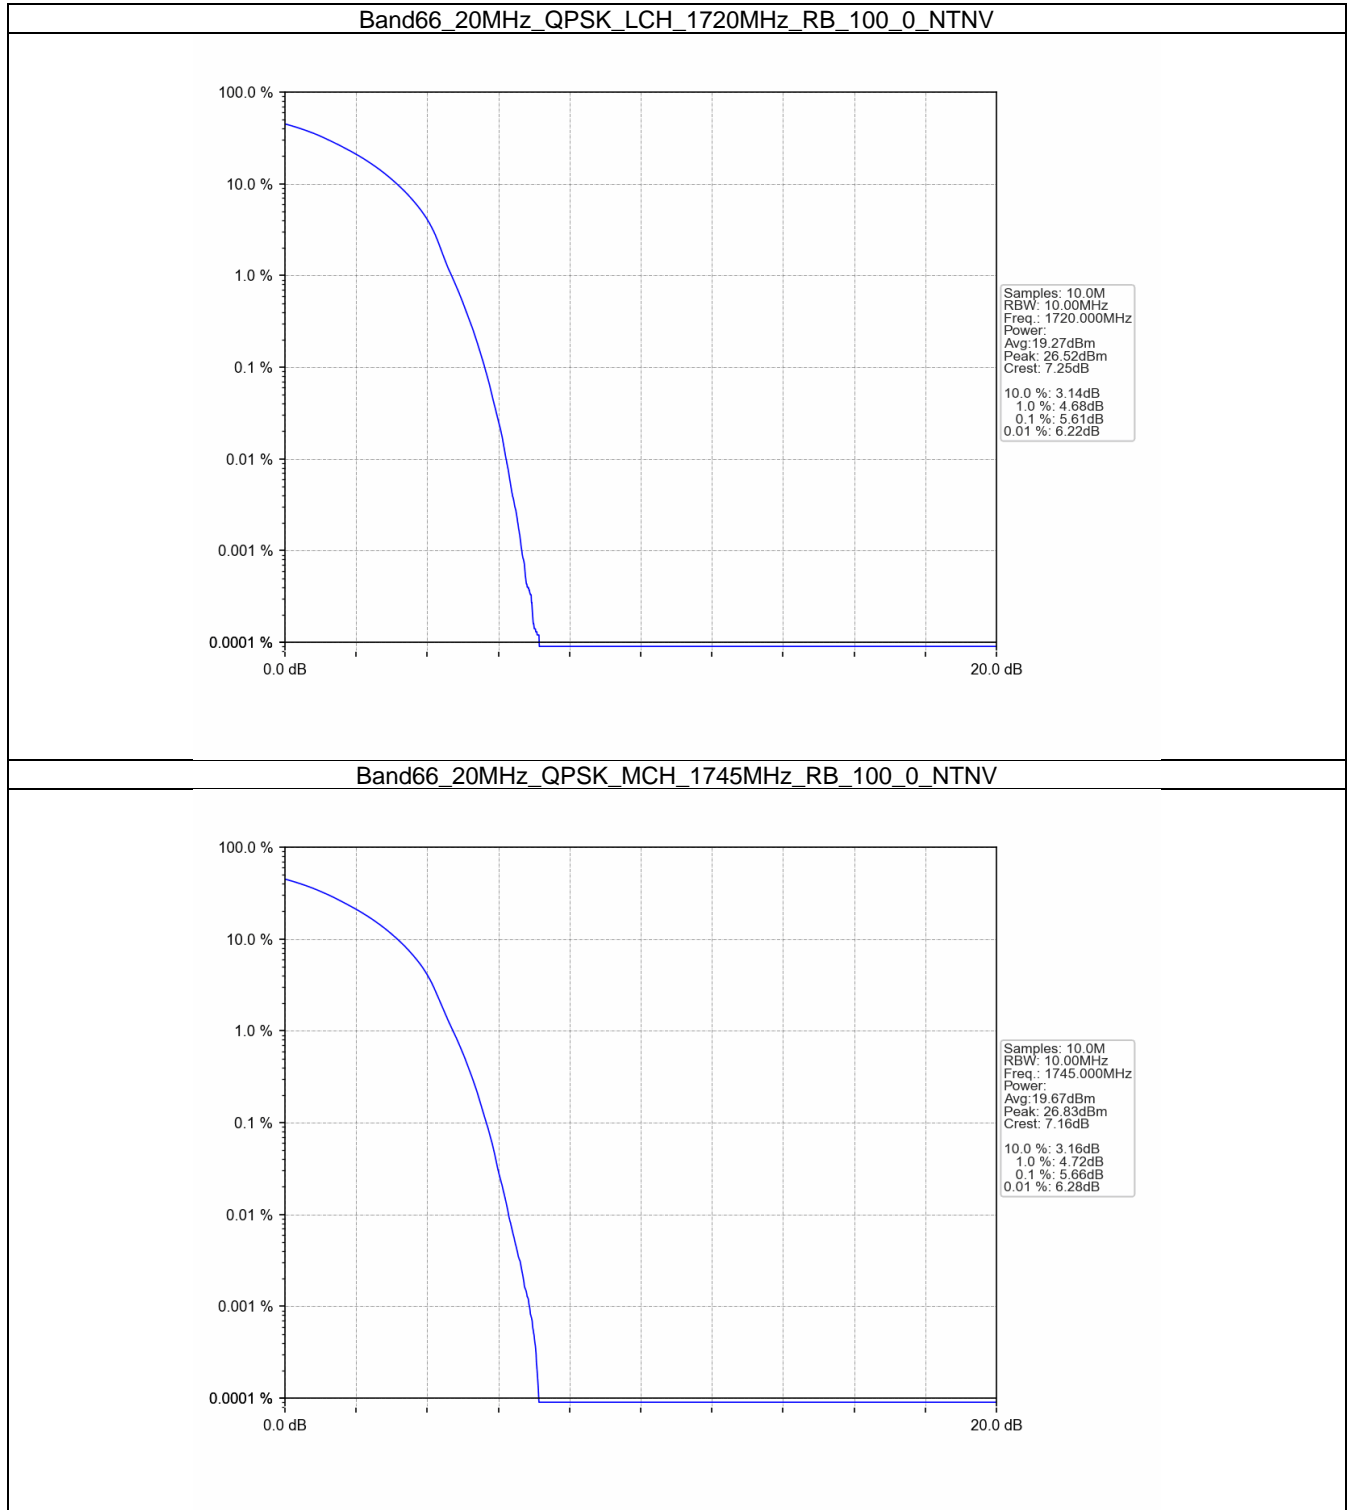 Band66_20MHz_QPSK_LCH_1720MHz_RB_100_0_NTNV
100.0 %
10.0 %
1.0 %
0.1 %
0.01 %
0.001 %
0.0001 %
0.0 dB
20.0 dB
Samples: 10.0M
RBW: 10.00MHz
Freq.: 1720.000MHz
Power:
Avg:19.27dBm
Peak: 26.52dBm
Crest: 7.25dB
10.0 %: 3.14dB
1.0 %: 4.68dB
0.1 %: 5.61dB
0.01 %: 6.22dB
Band66_20MHz_QPSK_MCH_1745MHz_RB_100_0_NTNV
100.0 %
10.0 %
1.0 %
0.1 %
0.01 %
0.001 %
0.0001 %
0.0 dB
20.0 dB
Samples: 10.0M
RBW: 10.00MHz
Freq.: 1745.000MHz
Power:
Avg:19.67dBm
Peak: 26.83dBm
Crest: 7.16dB
10.0 %: 3.16dB
1.0 %: 4.72dB
0.1 %: 5.66dB
0.01 %: 6.28dB